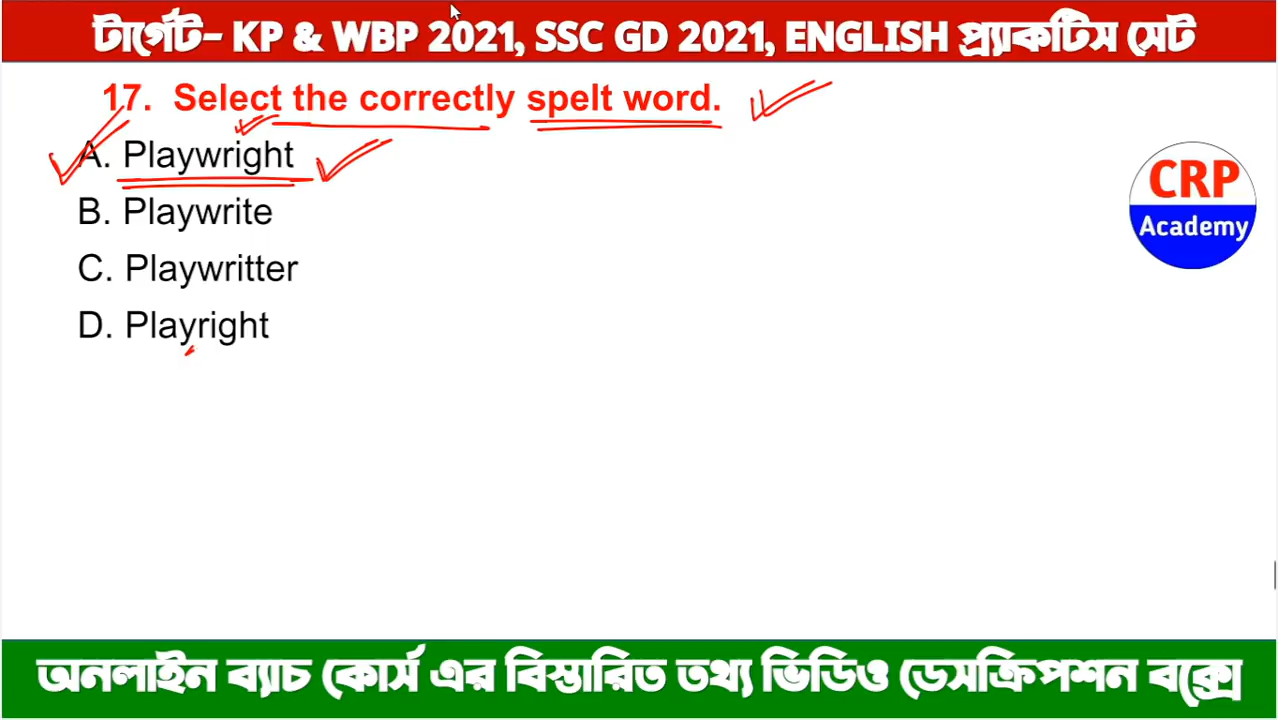 টার্গেট- KP & WBP 2021, SSC GD 2021, ENGLISH প্র্যাকটিস সেট
17. Select the correctly spelt word.
A. Playwright
B. Playwrite
C. Playwritter
D. Playright
CRP
Academy
অনলাইন ব্যাচ কোর্স এর বিস্তারিত তথ্য ভিডিও ডেসক্রিপশন বক্সে